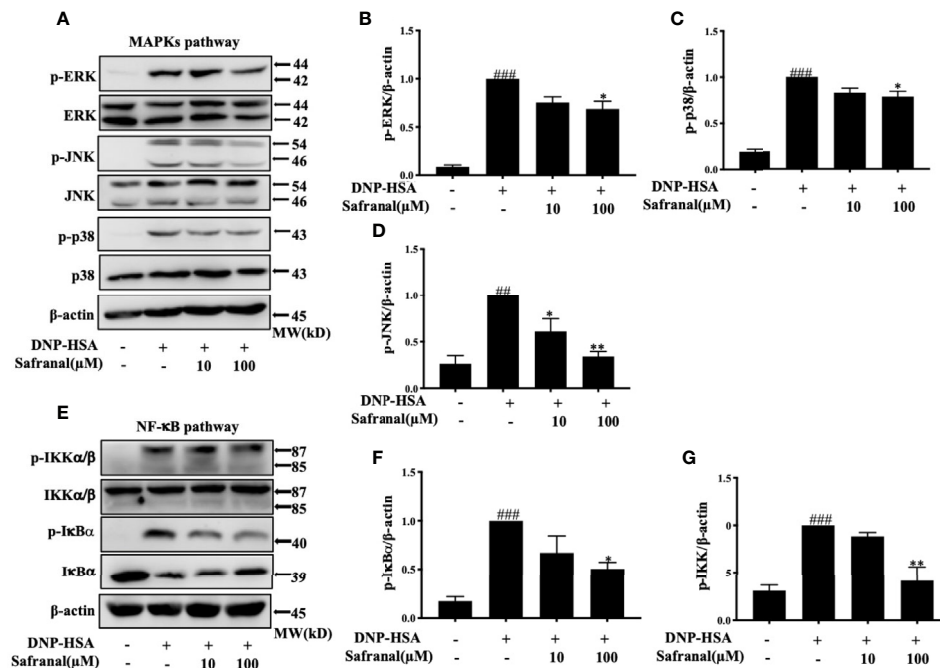 A
MAPKs pathway
p-ERK
44
42
ERK
44
42
p-JNK
54
46
JNK
54
46
p-p38
43
p38
43
β-actin
45
MW(kD)
DNP-HSA - + + +
Safranal(µM) - - 10 100
B
p-ERK/β-actin
1.5
1.0
0.5
0.0
###
*
DNP-HSA - + + +
Safranal(µM) - - 10 100
C
p-p38/β-actin
1.5
1.0
0.5
0.0
###
*
DNP-HSA - + + +
Safranal(µM) - - 10 100
D
p-JNK/β-actin
1.5
1.0
0.5
0.0
##
*
**
DNP-HSA - + + +
Safranal(µM) - - 10 100
E
NF-κB pathway
p-IKKα/β
87
85
IKKα/β
87
85
p-IκBα
40
IκBα
39
β-actin
45
MW(kD)
DNP-HSA - + + +
Safranal(µM) - - 10 100
F
p-IκBα/β-actin
1.5
1.0
0.5
0.0
###
*
DNP-HSA - + + +
Safranal(µM) - - 10 100
G
p-IKK/β-actin
5
0
5
0
###
**
DNP-HSA - + + +
Safranal(µM) - - 10 100